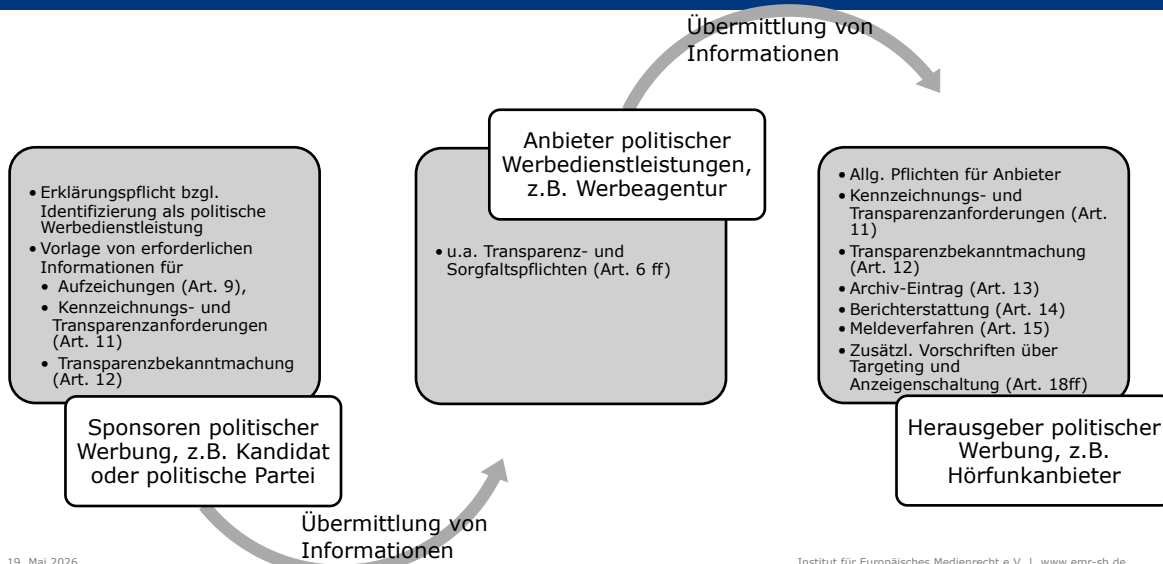 Übermittlung von
Informationen
Anbieter politischer
Werbedienstleistungen,
z.B. Werbeagentur
• Erklärungspflicht bzgl.
Identifizierung als politische
Werbedienstleistung
• Vorlage von erforderlichen
Informationen für
• Aufzeichungen (Art. 9),
• Kennzeichnungs- und
Transparenzanforderungen
(Art. 11)
• Transparenzbekanntmachung
(Art. 12)
Sponsoren politischer
Werbung, z.B. Kandidat
oder politische Partei
• u.a. Transparenz- und
Sorgfaltspflichten (Art. 6 ff)
• Allg. Pflichten für Anbieter
• Kennzeichnungs- und
Transparenzanforderungen (Art.
11)
• Transparenzbekanntmachung
(Art. 12)
• Archiv-Eintrag (Art. 13)
• Berichterstattung (Art. 14)
• Meldeverfahren (Art. 15)
• Zusätzl. Vorschriften über
Targeting und
Anzeigenschaltung (Art. 18ff)
Herausgeber politischer
Werbung, z.B.
Hörfunkanbieter
Übermittlung von
Informationen
19. Mai 2026
Institut für Europäisches Medienrecht e.V. | www.emr-sb.de